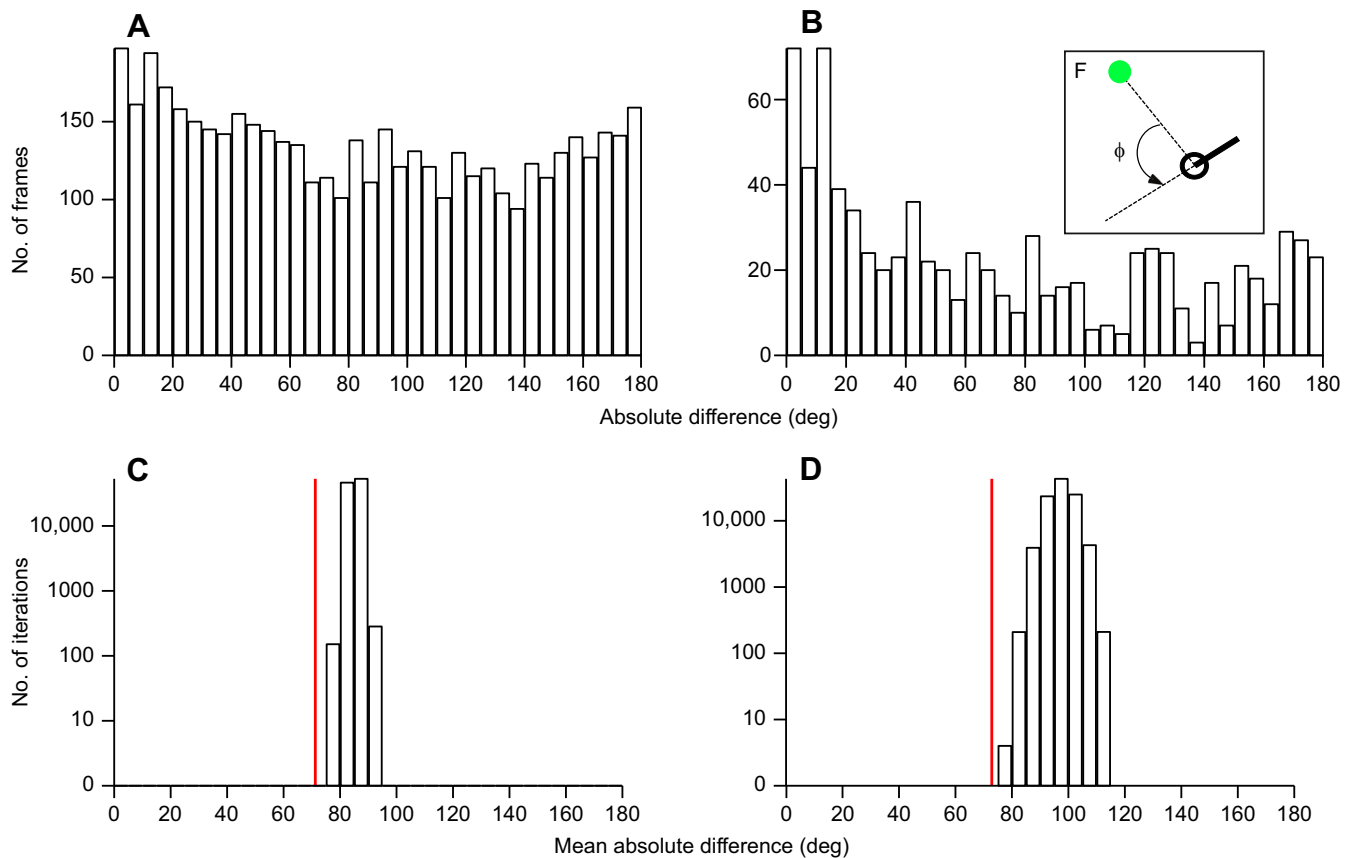 A
B
No. of frames
150
100
50
0
0 20 40 60 80 100 120 140 160 180
60
40
20
0
0 20 40 60 80 100 120 140 160 180
F
ϕ
Absolute difference (deg)
C
D
No. of iterations
10,000
1000
100
10
0
0 20 40 60 80 100 120 140 160 180
10,000
1000
100
10
0
0 20 40 60 80 100 120 140 160 180
Mean absolute difference (deg)